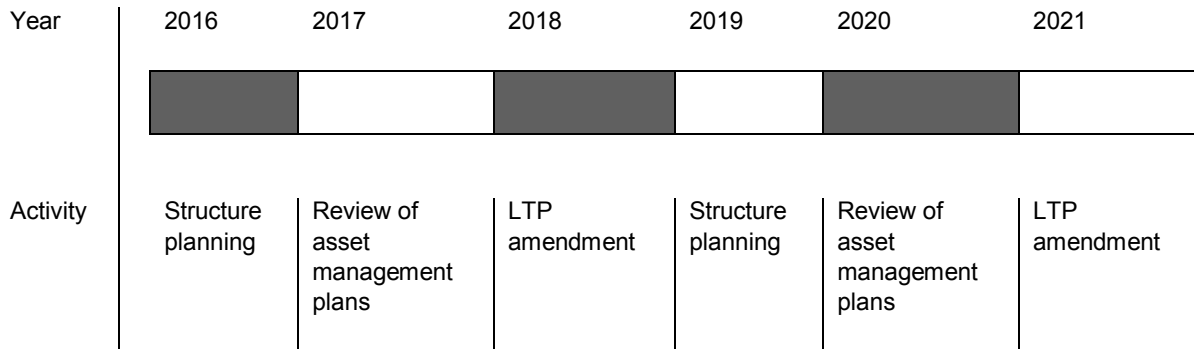 Year 2016 2017 2018 2019 2020 2021
Activity Structure planning
Review of asset management plans
LTP amendment
Structure planning
Review of asset management plans
LTP amendment